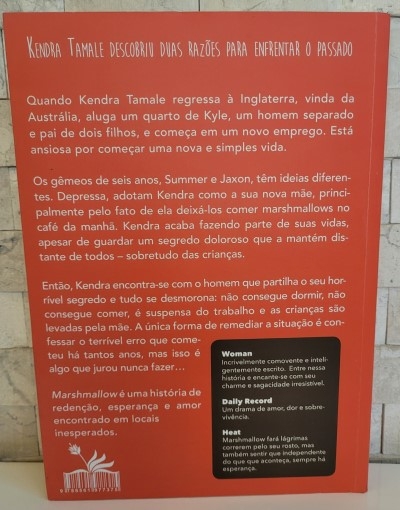 KENDRA TAMALE DESCOBRIU DUAS RAZÕES PARA ENFRENTAR O PASSADO
Quando Kendra Tamale regressa à Inglaterra, vinda da
Austrália, aluga um quarto de Kyle, um homem separado
e pai de dois filhos, e começa em um novo emprego. Está
ansiosa por começar uma nova e simples vida.
Os gêmeos de seis anos, Summer e Jaxon, têm ideias diferen-
tes. Depressa, adotam Kendra como a sua nova mãe, princi-
palmente pelo fato de ela deixá-los comer marshmallows no
café da manhã. Kendra acaba fazendo parte de suas vidas,
apesar de guardar um segredo doloroso que a mantém dis-
tante de todos – sobretudo das crianças.
Então, Kendra encontra-se com o homem que partilha o seu hor-
rível segredo e tudo se desmorona: não consegue dormir, não
consegue comer, é suspensa do trabalho e as crianças são
levadas pela mãe. A única forma de remediar a situação é con-
fessar o terrível erro que come-
teu há tantos anos, mas isso é
algo que jurou nunca fazer...
Marshmallow é uma história de
redenção, esperança e amor
encontrado em locais
inesperados.
Woman
Incrivelmente comovente e inteli-
gentemente escrito. Entre nessa
história e encante-se com seu
charme e sagacidade irresistível.
Daily Record
Um drama de amor, dor e sobre-
vivência.
Heat
Marshmallow fará lágrimas
correrem pelo seu rosto, mas
também sentir que independente
do que que aconteça, sempre há
esperança.